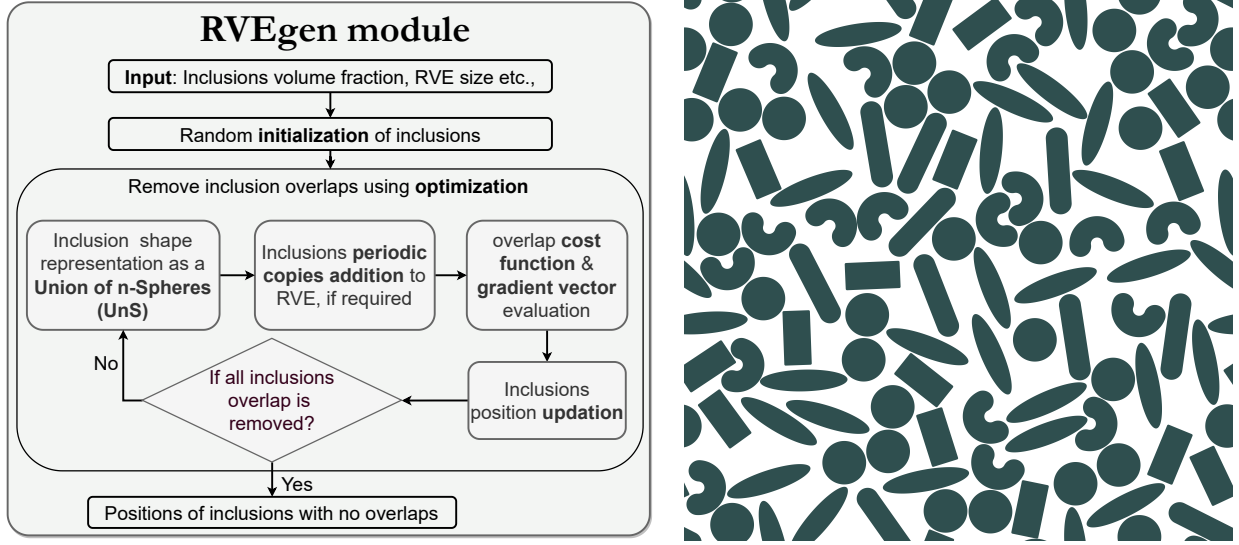 RVEgen module
Input: Inclusions volume fraction, RVE size etc.,
Random initialization of inclusions
Remove inclusion overlaps using optimization
Inclusion shape
representation as a
Union of n-Spheres
(UnS)
Inclusions periodic
copies addition to
RVE, if required
overlap cost
function &
gradient vector
evaluation
Inclusions
position updation
If all inclusions
overlap is
removed?
No
Yes
Positions of inclusions with no overlaps